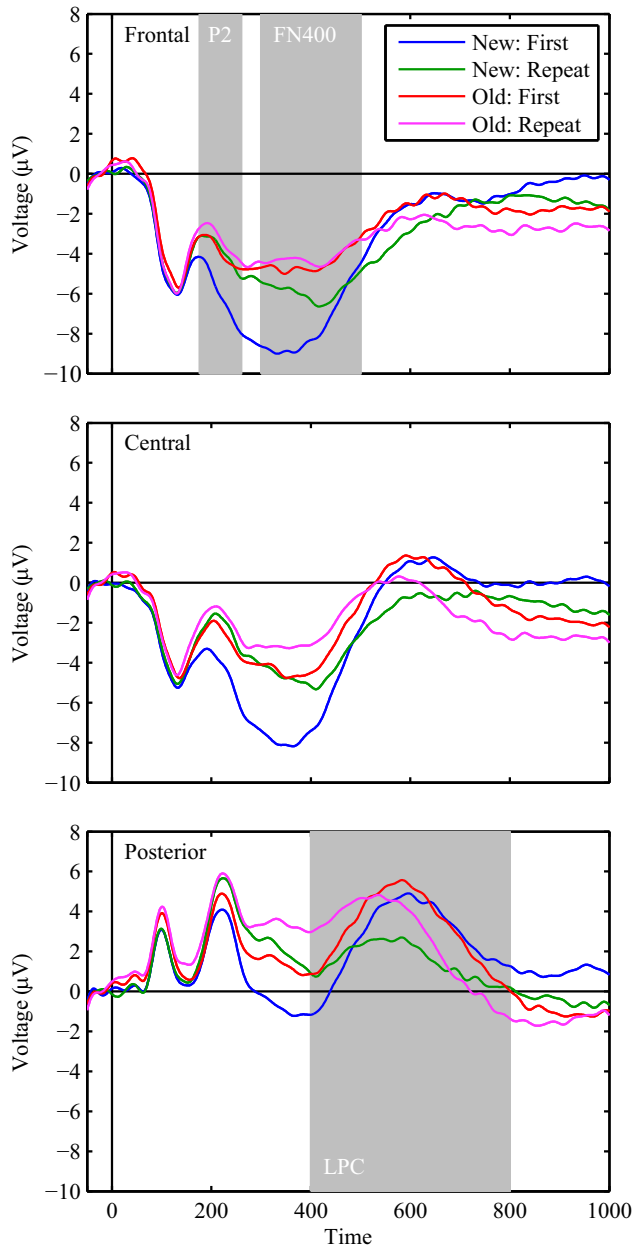 Frontal
P2
FN400
New: First
New: Repeat
Old: First
Old: Repeat
8
6
4
2
0
−2
−4
−6
−8
−10
Voltage (µV)
Central
8
6
4
2
0
−2
−4
−6
−8
−10
Voltage (µV)
Posterior
8
6
4
2
0
−2
−4
−6
−8
−10
Voltage (µV)
LPC
0 200 400 600 800 1000
Time